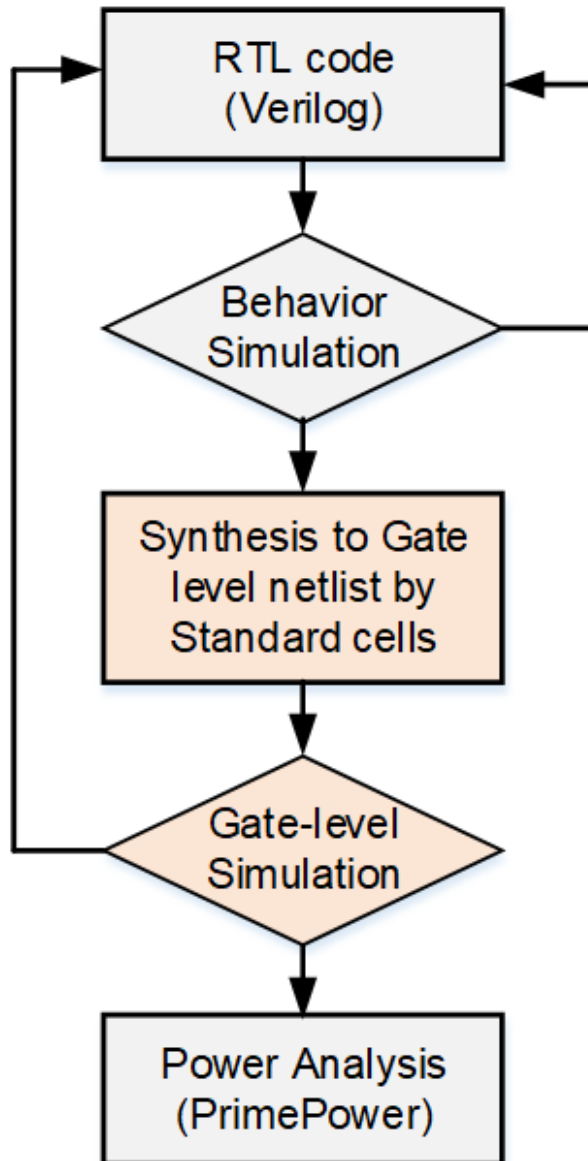 RTL code
(Verilog)
Behavior
Simulation
Synthesis to Gate
level netlist by
Standard cells
Gate-level
Simulation
Power Analysis
(PrimePower)